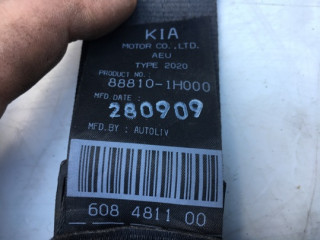 KIA
MOTOR CO.,LTD.
AEU
TYPE 2020
PRODUCT NO.:
88810-1H000
MFD.DATE:
280909
MFD.BY: AUTOLIV
608 4811 00